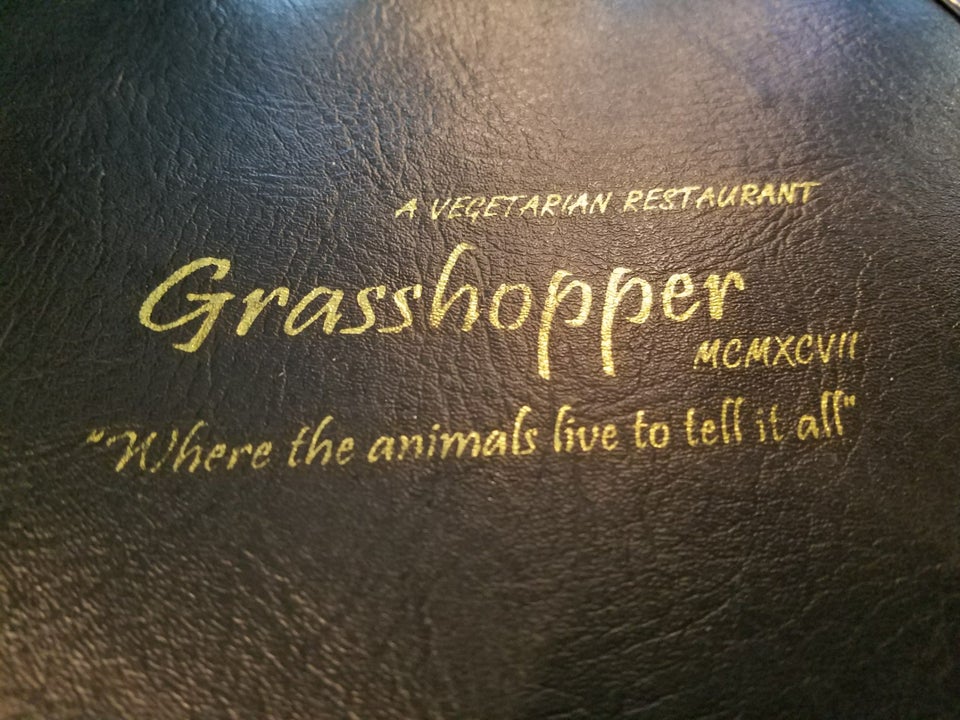 A VEGETARIAN RESTAURANT
Grasshopper
MCMXCVII
"Where the animals live to tell it all"